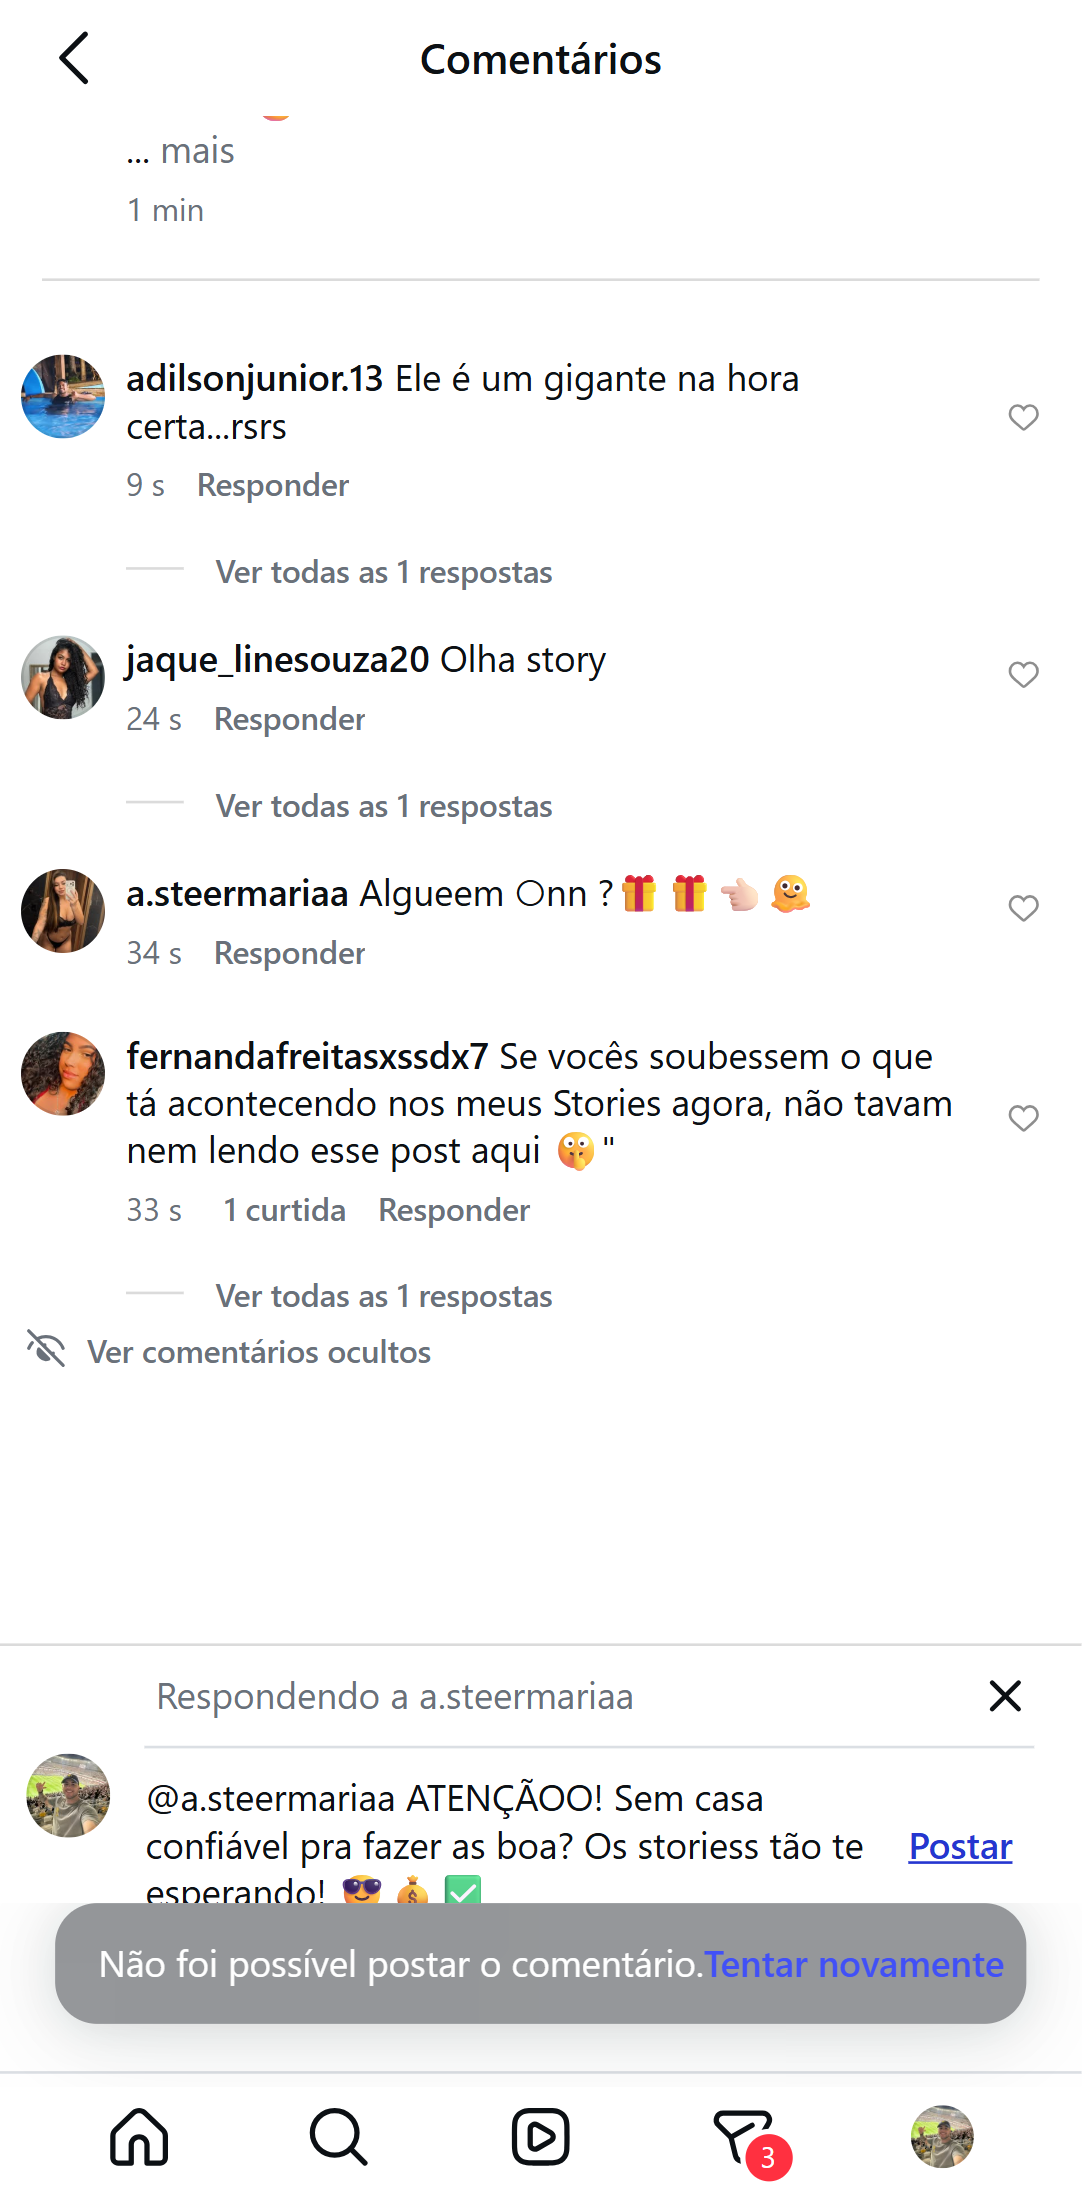 Comentários
... mais
1 min
adilsonjunior.13 Ele é um gigante na hora
certa...rsrs
9 s Responder
Ver todas as 1 respostas
jaque_linesouza20 Olha story
24 s Responder
Ver todas as 1 respostas
a.steermariaa Algueem Onn ?🎁 🎁 👈🏻 🫠
34 s Responder
fernandafreitasxssdx7 Se vocês soubessem o que
tá acontecendo nos meus Stories agora, não tavam
nem lendo esse post aqui 🤫"
33 s 1 curtida Responder
Ver todas as 1 respostas
Ver comentários ocultos
Respondendo a a.steermariaa
@a.steermariaa ATENÇÃOO! Sem casa
confiável pra fazer as boa? Os storiess tão te
esperando! 😎 💰 ✅
Postar
Não foi possível postar o comentário.Tentar novamente
3